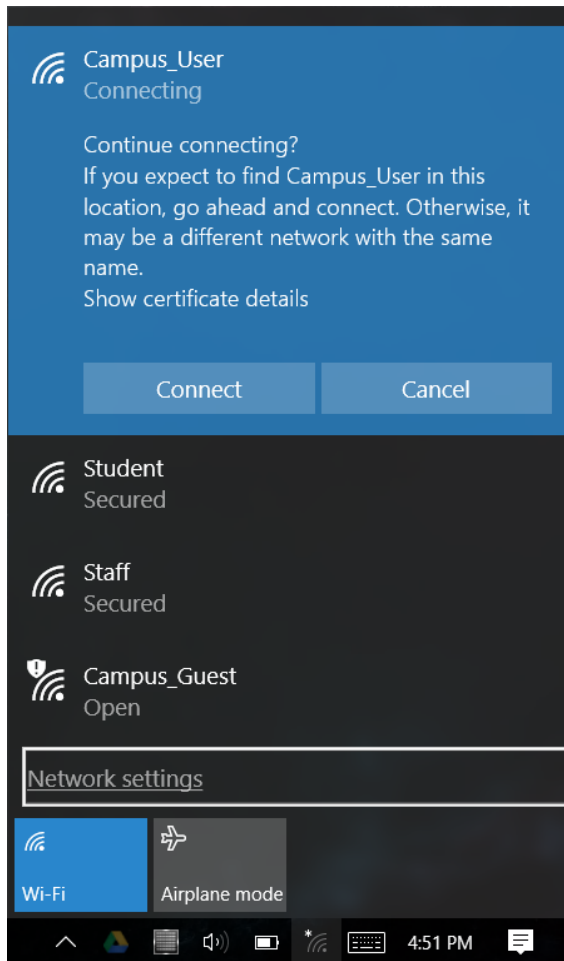 Campus_User
Connecting
Continue connecting?
If you expect to find Campus_User in this
location, go ahead and connect. Otherwise, it
may be a different network with the same
name.
Show certificate details
Connect Cancel
Student
Secured
Staff
Secured
Campus_Guest
Open
Network settings
Wi-Fi Airplane mode
4:51 PM